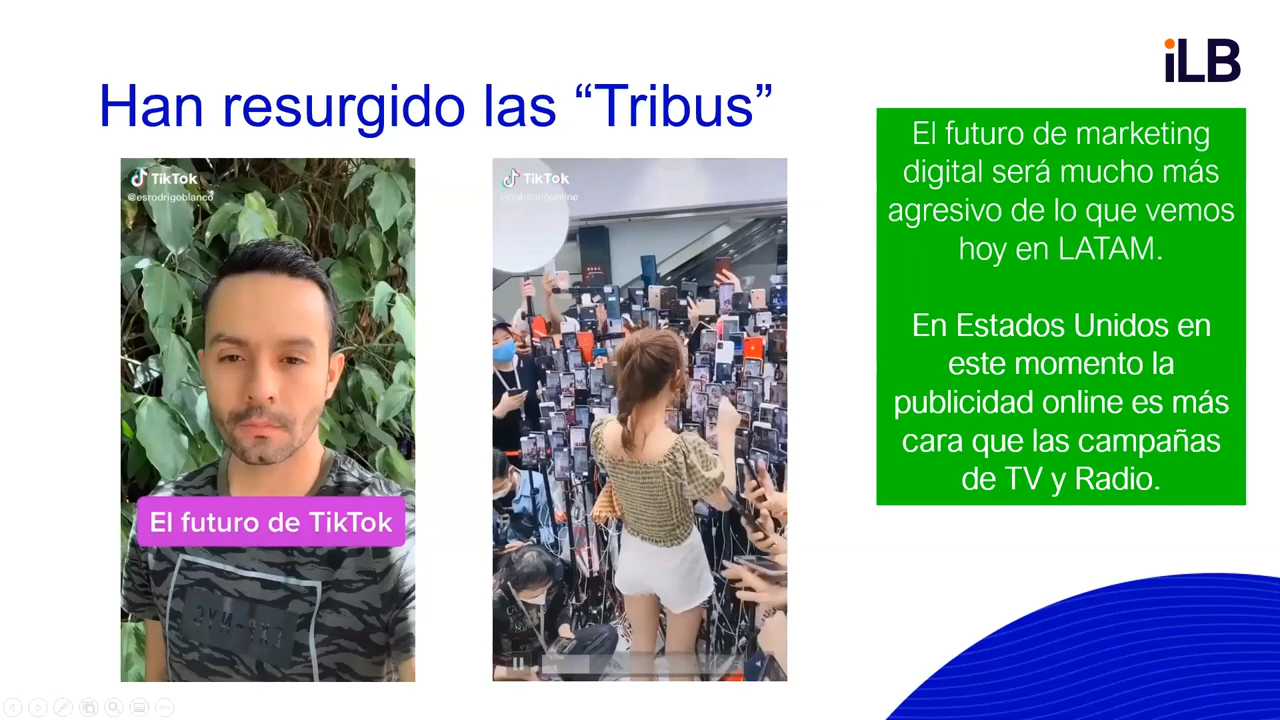 iLB
Han resurgido las “Tribus”
TikTok
@esrodrigoblanco
El futuro de TikTok
TikTok
El futuro de marketing
digital será mucho más
agresivo de lo que vemos
hoy en LATAM.
En Estados Unidos en
este momento la
publicidad online es más
cara que las campañas
de TV y Radio.